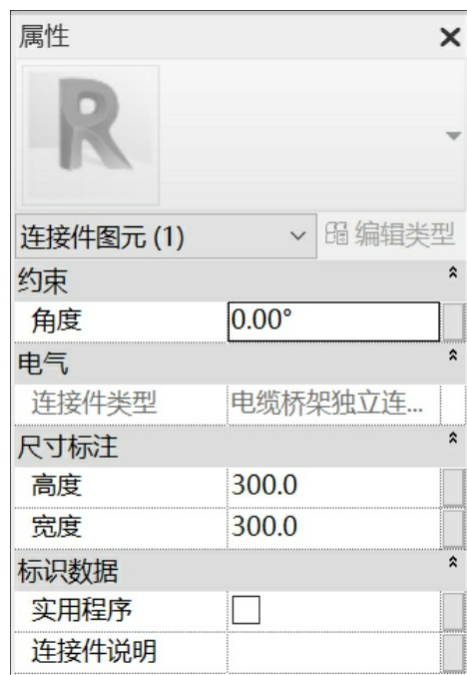 属性
连接件图元 (1) 编辑类型
约束
角度 0.00°
电气
连接件类型 电缆桥架独立连...
尺寸标注
高度 300.0
宽度 300.0
标识数据
实用程序
连接件说明